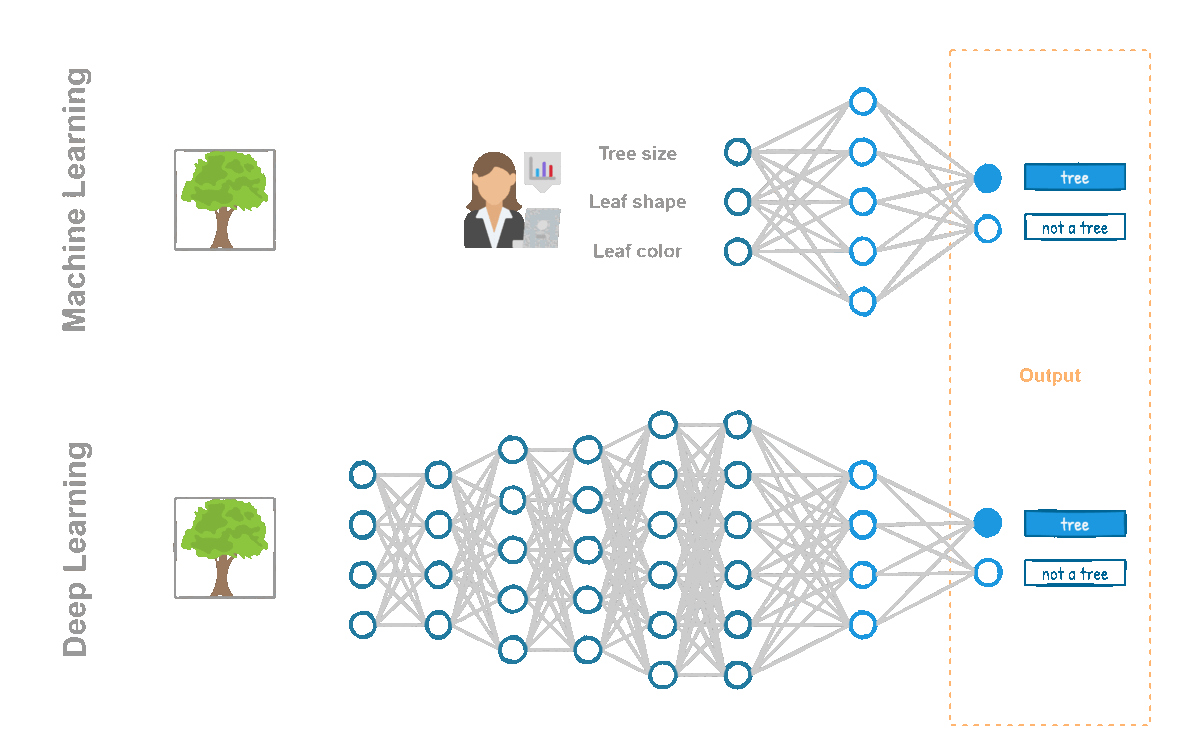 Machine Learning
Tree size
Leaf shape
Leaf color
tree
not a tree
Output
Deep Learning
tree
not a tree